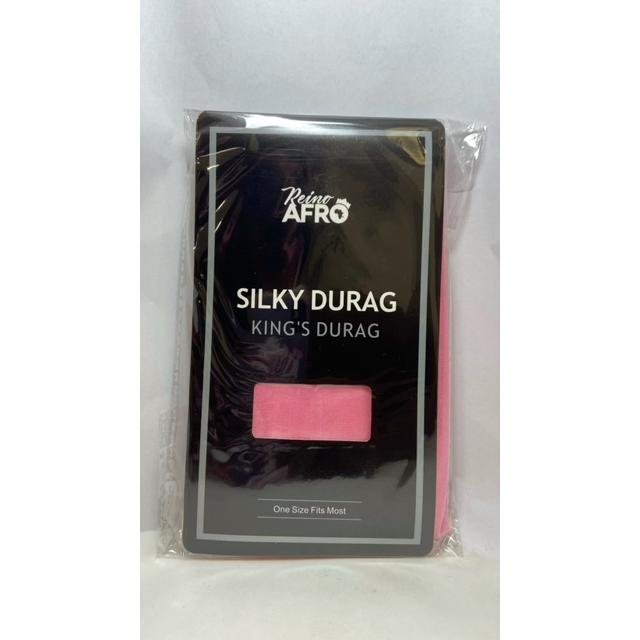 Reino
AFRO
SILKY DURAG
KING'S DURAG
One Size Fits Most